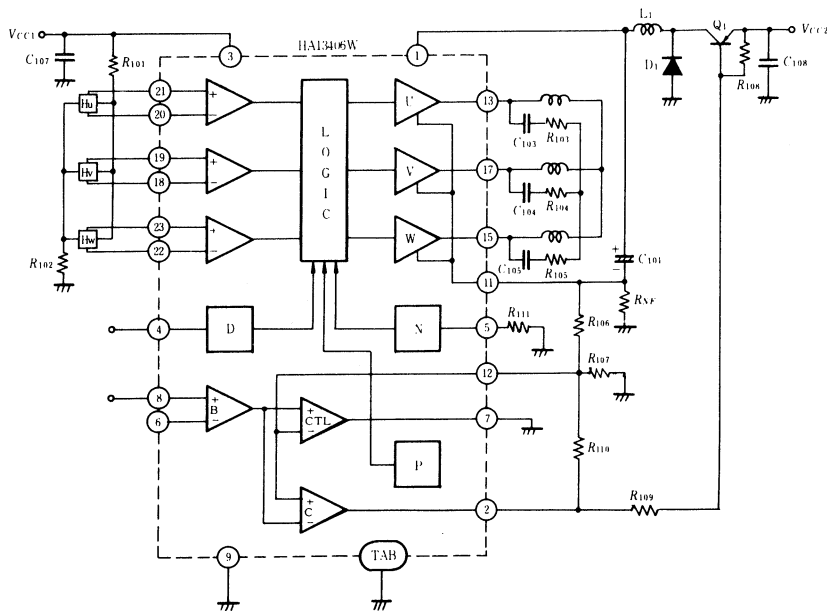 HA13406W
L1
Q1
VCC1
VCC2
3
1
C107
R101
D1
R108
C108
21
Hu
20
+
−
U
13
C103
R103
19
Hv
18
+
−
LOGIC
V
17
C104
R104
23
Hw
22
+
−
W
15
C105
R105
R102
+
−
C101
11
RNF
R106
4
D
N
5
R111
12
R107
8
6
+
B
−
+
CTL
−
7
P
R110
+
C
−
2
R109
9
TAB